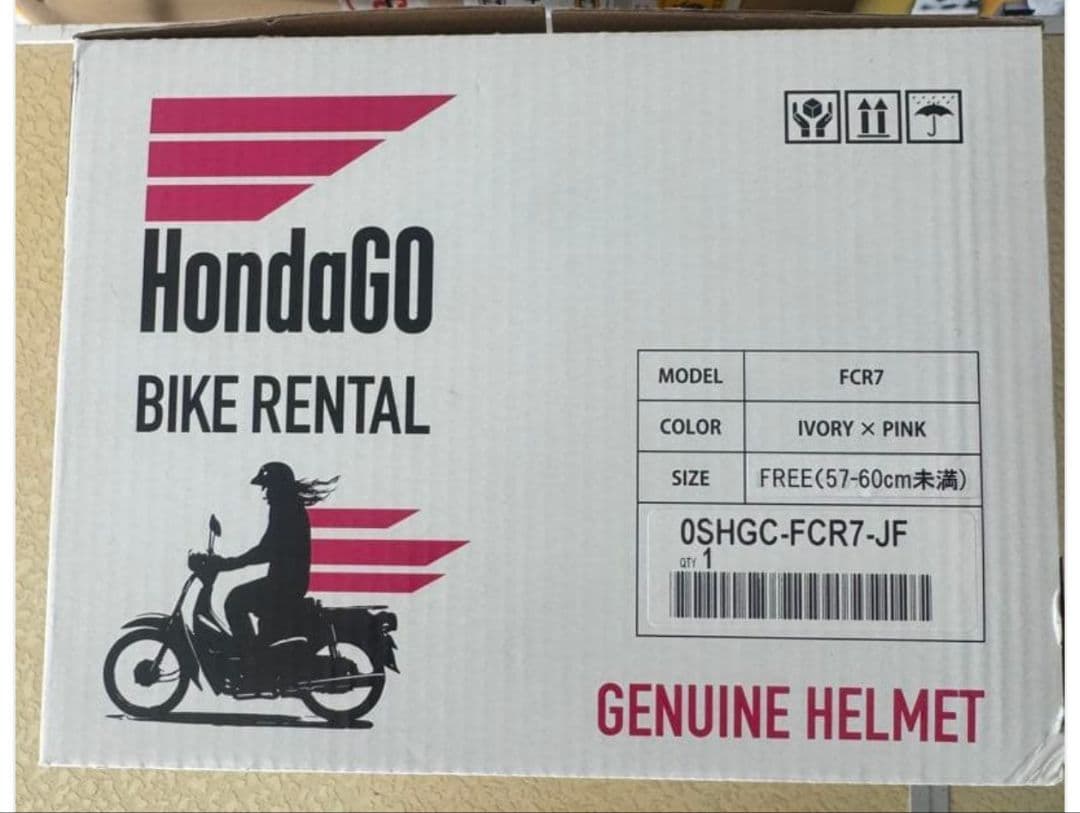 HondaGO
BIKE RENTAL
MODEL FCR7
COLOR IVORY × PINK
SIZE FREE(57-60cm未満)
0SHGC-FCR7-JF
QTY 1
GENUINE HELMET